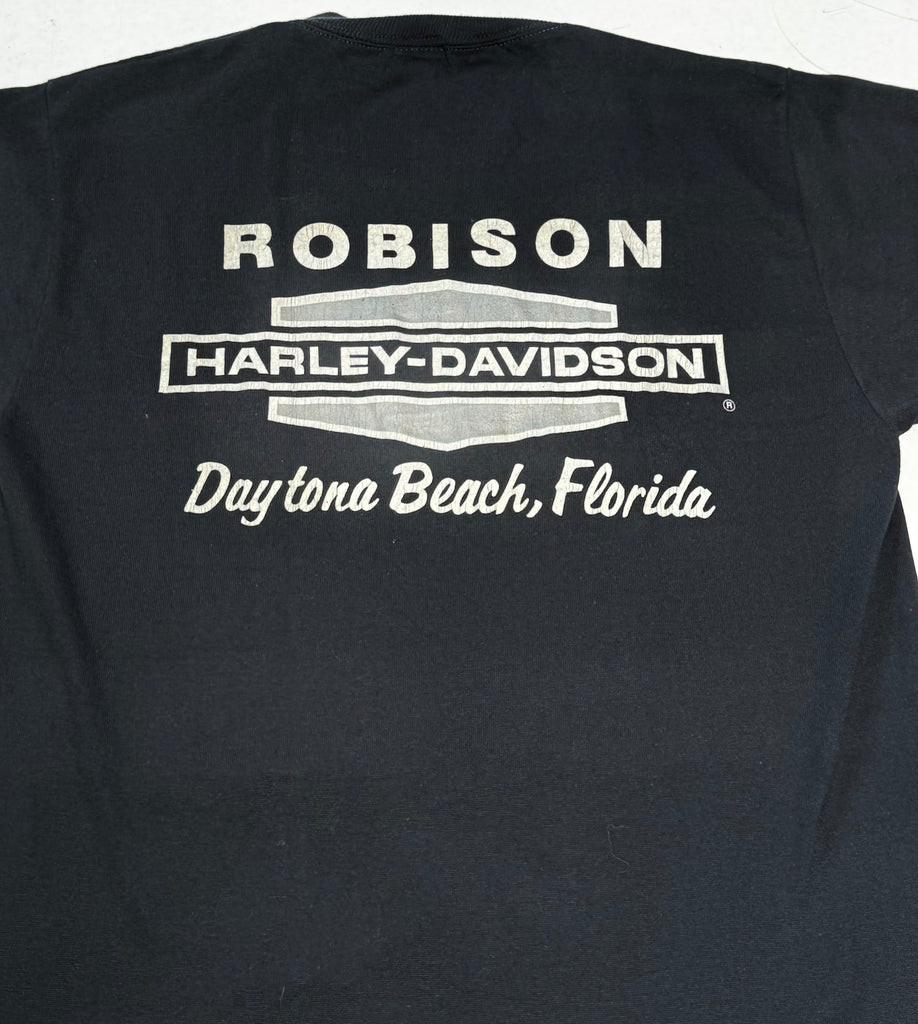 ROBISON
HARLEY-DAVIDSON
®
Daytona Beach, Florida